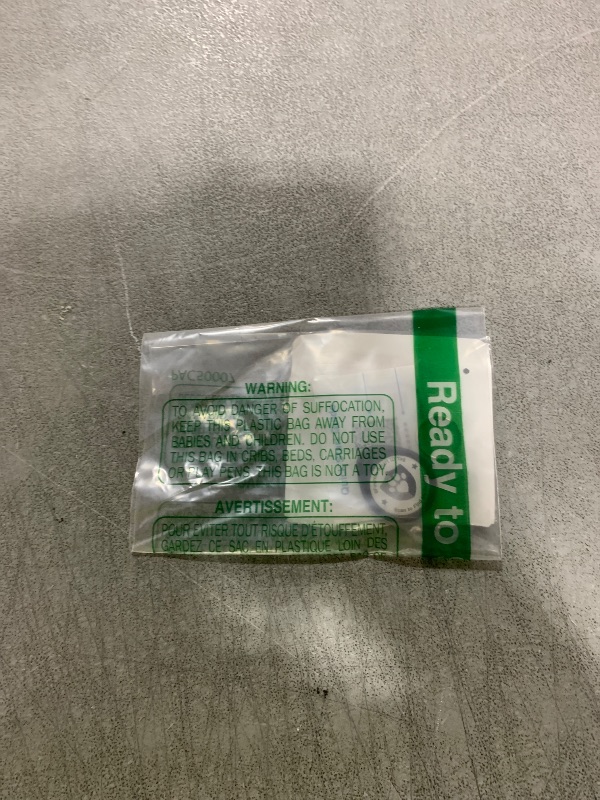 PAC50007
WARNING:
TO AVOID DANGER OF SUFFOCATION,
KEEP THIS PLASTIC BAG AWAY FROM
BABIES AND CHILDREN. DO NOT USE
THIS BAG IN CRIBS, BEDS, CARRIAGES
OR PLAY PENS. THIS BAG IS NOT A TOY
AVERTISSEMENT:
POUR ÉVITER TOUT RISQUE D'ÉTOUFFEMENT,
GARDEZ CE SAC EN PLASTIQUE LOIN DES
Ready to